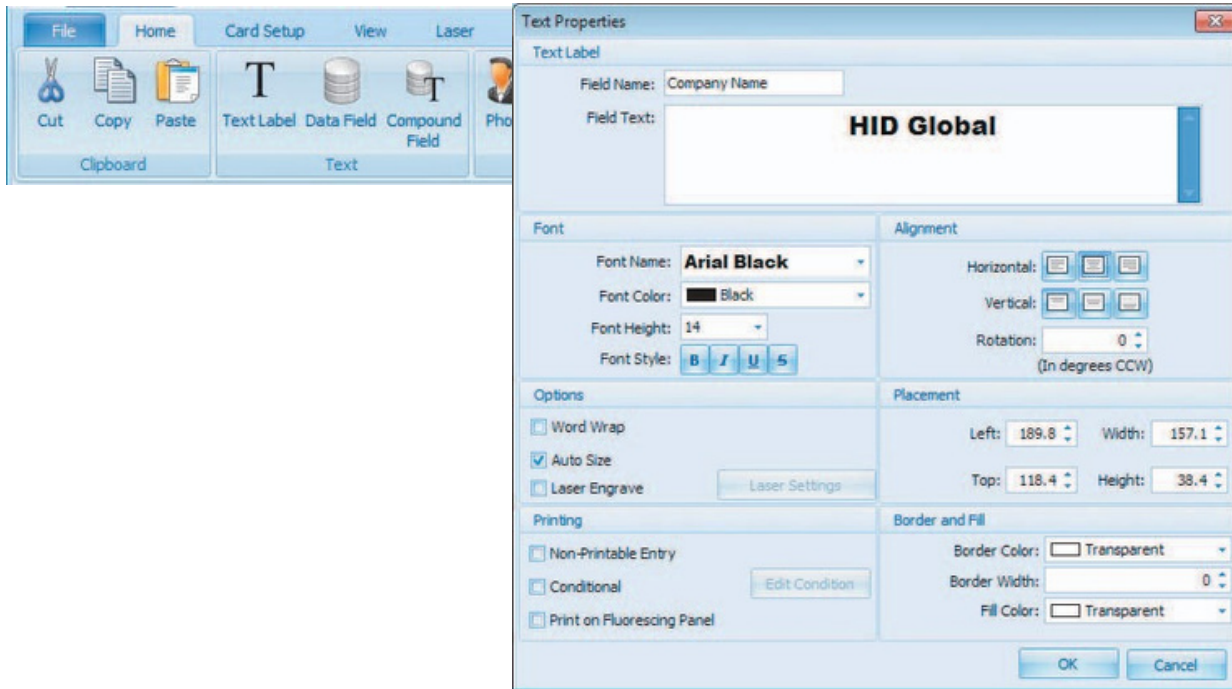 File Home Card Setup View Laser
Cut Copy Paste Text Label Data Field Compound Field Pho
Clipboard Text
Text Properties
Text Label
Field Name: Company Name
Field Text: HID Global
Font
Font Name: Arial Black
Font Color: Black
Font Height: 14
Font Style: B I U S
Alignment
Horizontal:
Vertical:
Rotation: 0
(In degrees CCW)
Options
Word Wrap
Auto Size
Laser Engrave Laser Settings
Placement
Left: 189.8 Width: 157.1
Top: 118.4 Height: 38.4
Printing
Non-Printable Entry
Conditional Edit Condition
Print on Fluorescing Panel
Border and Fill
Border Color: Transparent
Border Width: 0
Fill Color: Transparent
OK Cancel